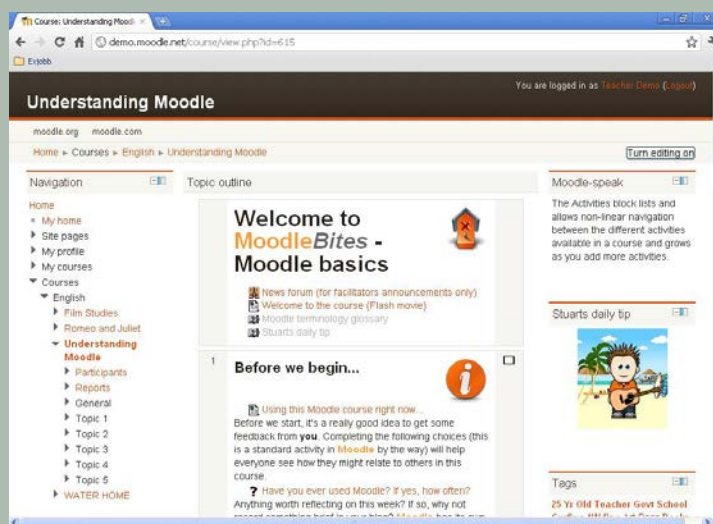 Course: Understanding Mood
demo.moodle.net/course/view.php?id=615
Exjobb
You are logged in as Teacher Demo (Logout)
Understanding Moodle
moodle.org moodle.com
Home ► Courses ► English ► Understanding Moodle
Turn editing on
Navigation
Home
My home
Site pages
My profile
My courses
Courses
English
Film Studies
Romeo and Juliet
Understanding
Moodle
Participants
Reports
General
Topic 1
Topic 2
Topic 3
Topic 4
Topic 5
WATER HOME
Topic outline
Welcome to
MoodleBites -
Moodle basics
News forum (for facilitators announcements only)
Welcome to the course (Flash movie)
Moodle terminology glossary
Stuarts daily tip
1
Before we begin...
Using this Moodle course right now...
Before we start, it's a really good idea to get some
feedback from you. Completing the following choices (this
is a standard activity in Moodle by the way) will help
everyone see how they might relate to others in this
course.
? Have you ever used Moodle? If yes, how often?
Anything worth reflecting on this week? If so, why not
Moodle-speak
The Activities block lists and
allows non-linear navigation
between the different activities
available in a course and grows
as you add more activities.
Stuarts daily tip
Tags
25 Yr Old Teacher Govt School